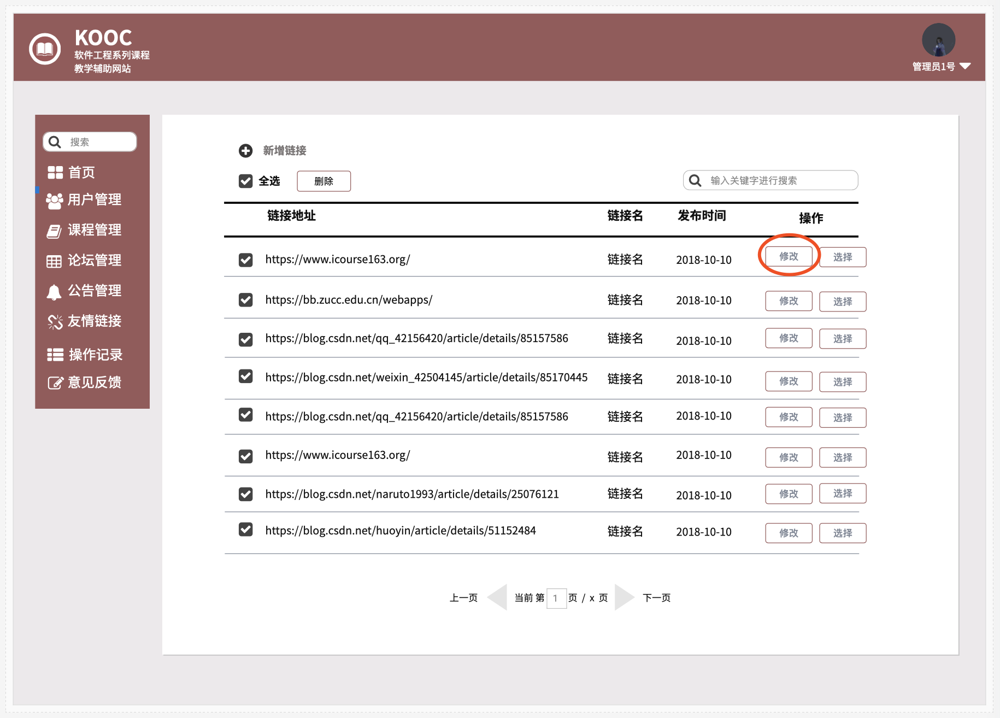 KOOC
软件工程系列课程
教学辅助网站
管理员1号
搜索
首页
用户管理
课程管理
论坛管理
公告管理
友情链接
操作记录
意见反馈
新增链接
全选 删除 输入关键字进行搜索
链接地址 链接名 发布时间 操作
https://www.icourse163.org/ 链接名 2018-10-10 修改 选择
https://bb.zucc.edu.cn/webapps/ 链接名 2018-10-10 修改 选择
https://blog.csdn.net/qq_42156420/article/details/85157586 链接名 2018-10-10 修改 选择
https://blog.csdn.net/weixin_42504145/article/details/85170445 链接名 2018-10-10 修改 选择
https://blog.csdn.net/qq_42156420/article/details/85157586 链接名 2018-10-10 修改 选择
https://www.icourse163.org/ 链接名 2018-10-10 修改 选择
https://blog.csdn.net/naruto1993/article/details/25076121 链接名 2018-10-10 修改 选择
https://blog.csdn.net/huoyin/article/details/51152484 链接名 2018-10-10 修改 选择
上一页 当前 第 1 页 / x 页 下一页